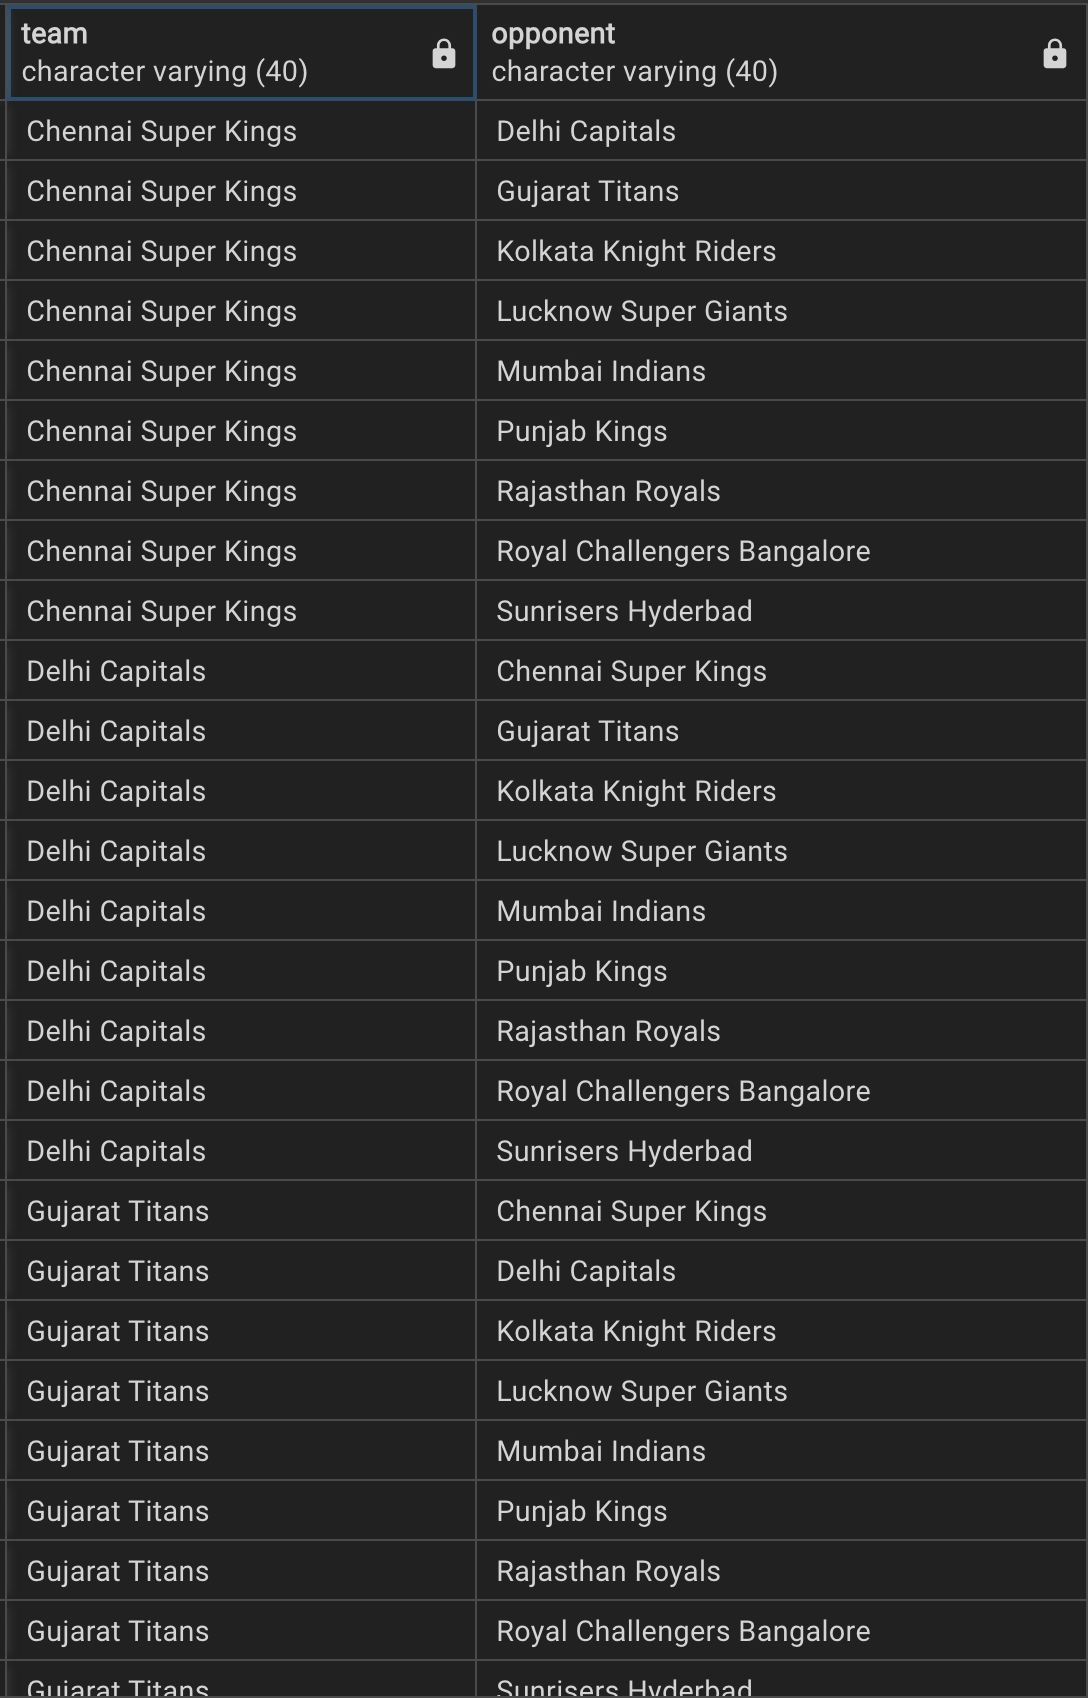 team opponent
character varying (40) character varying (40)
Chennai Super Kings Delhi Capitals
Chennai Super Kings Gujarat Titans
Chennai Super Kings Kolkata Knight Riders
Chennai Super Kings Lucknow Super Giants
Chennai Super Kings Mumbai Indians
Chennai Super Kings Punjab Kings
Chennai Super Kings Rajasthan Royals
Chennai Super Kings Royal Challengers Bangalore
Chennai Super Kings Sunrisers Hyderbad
Delhi Capitals Chennai Super Kings
Delhi Capitals Gujarat Titans
Delhi Capitals Kolkata Knight Riders
Delhi Capitals Lucknow Super Giants
Delhi Capitals Mumbai Indians
Delhi Capitals Punjab Kings
Delhi Capitals Rajasthan Royals
Delhi Capitals Royal Challengers Bangalore
Delhi Capitals Sunrisers Hyderbad
Gujarat Titans Chennai Super Kings
Gujarat Titans Delhi Capitals
Gujarat Titans Kolkata Knight Riders
Gujarat Titans Lucknow Super Giants
Gujarat Titans Mumbai Indians
Gujarat Titans Punjab Kings
Gujarat Titans Rajasthan Royals
Gujarat Titans Royal Challengers Bangalore
Gujarat Titans Sunrisers Hyderbad